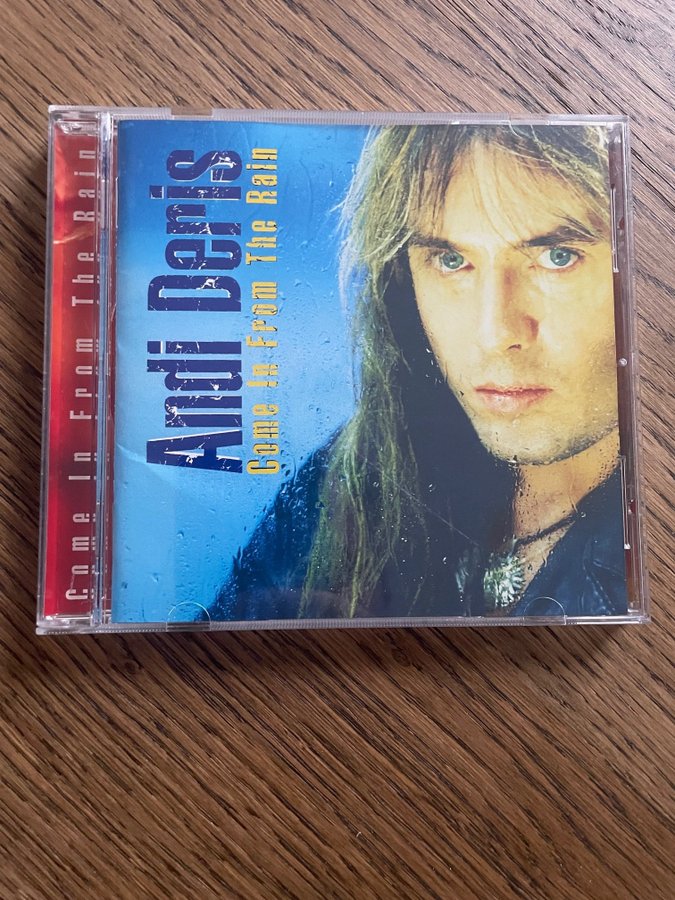 Come In From The Rain
Andi Deris
Come In From The Rain